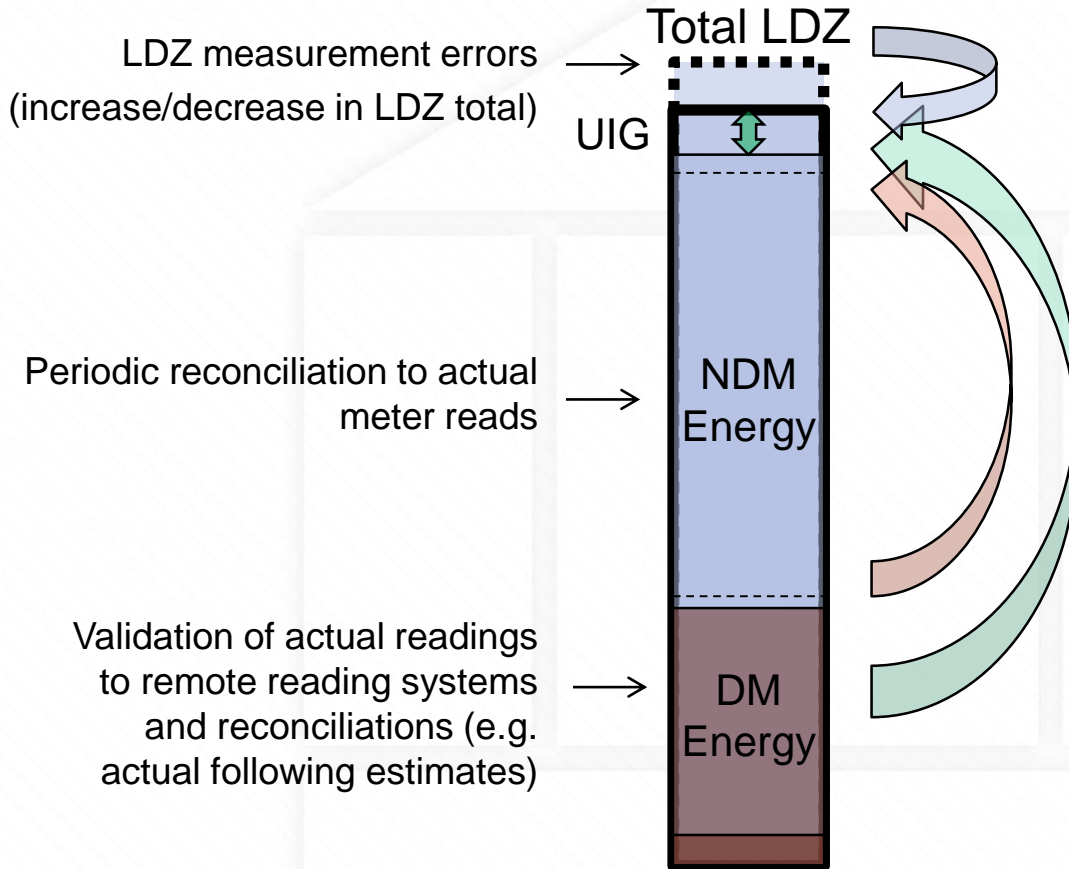 Total LDZ
LDZ measurement errors
(increase/decrease in LDZ total)
UIG
Periodic reconciliation to actual
meter reads
NDM
Energy
Validation of actual readings
to remote reading systems
and reconciliations (e.g.
actual following estimates)
DM
Energy